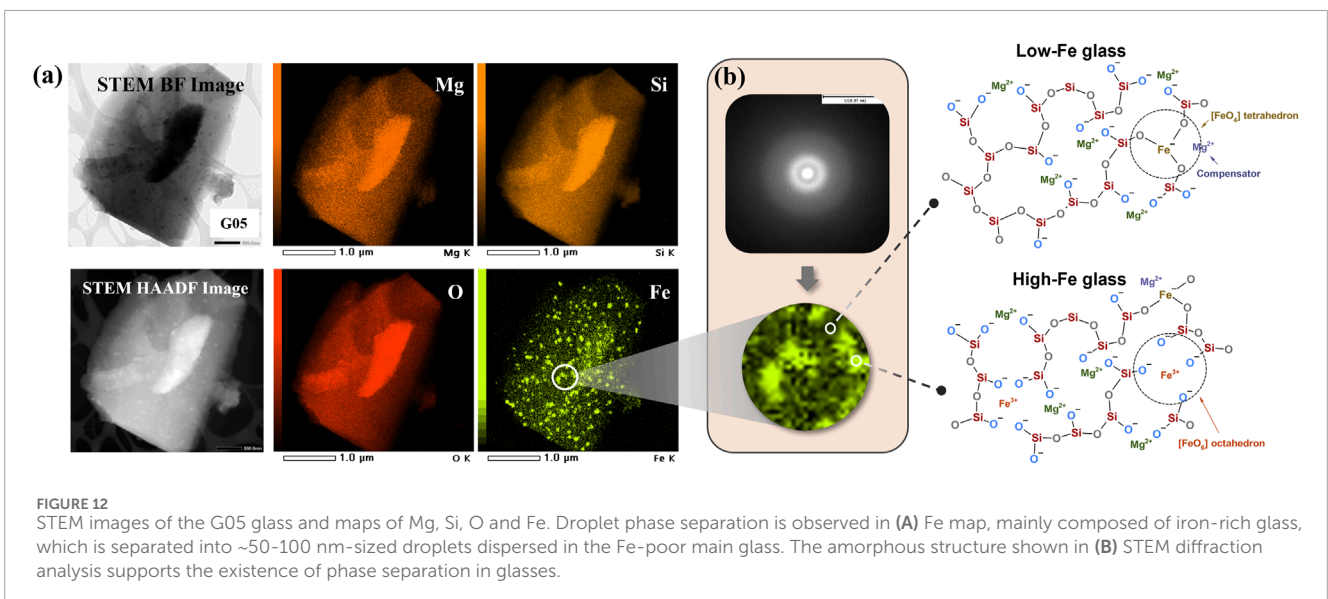 (a)
STEM BF Image
G05
Mg
1.0 μm
Mg K
Si
1.0 μm
Si K
STEM HAADF Image
O
1.0 μm
O K
Fe
1.0 μm
Fe K
(b)
Low-Fe glass
[FeO4] tetrahedron
Mg2+
Compensator
High-Fe glass
Fe3+
[FeO6] octahedron
FIGURE 12
STEM images of the G05 glass and maps of Mg, Si, O and Fe. Droplet phase separation is observed in (A) Fe map, mainly composed of iron-rich glass,
which is separated into ~50-100 nm-sized droplets dispersed in the Fe-poor main glass. The amorphous structure shown in (B) STEM diffraction
analysis supports the existence of phase separation in glasses.